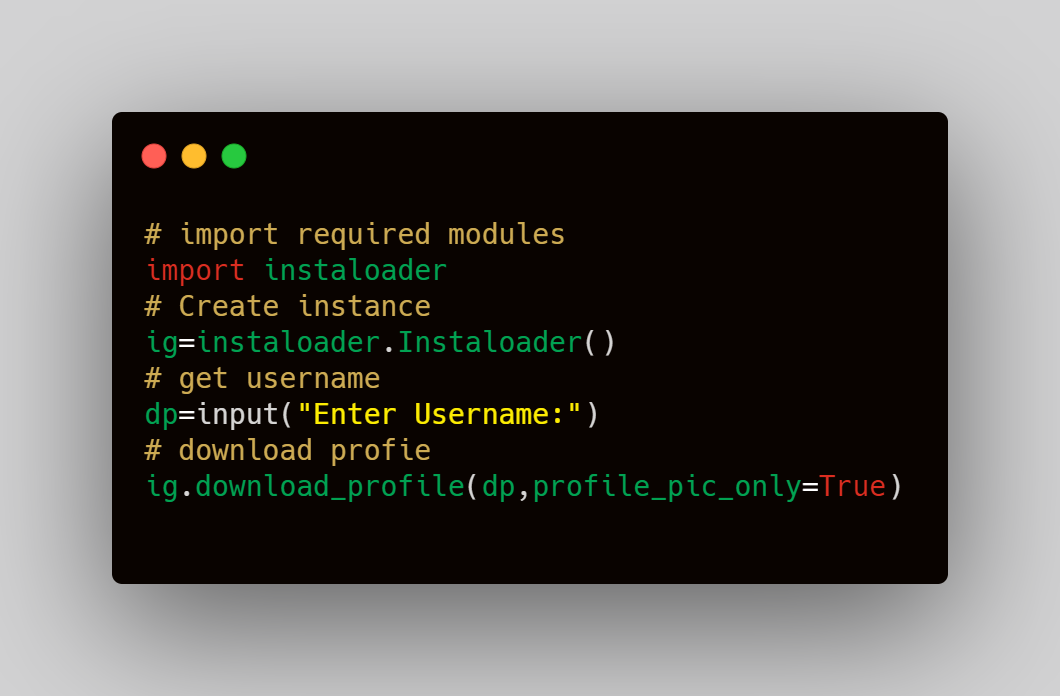 # import required modules
import instaloader
# Create instance
ig=instaloader.Instaloader()
# get username
dp=input("Enter Username:")
# download profie
ig.download_profile(dp,profile_pic_only=True)